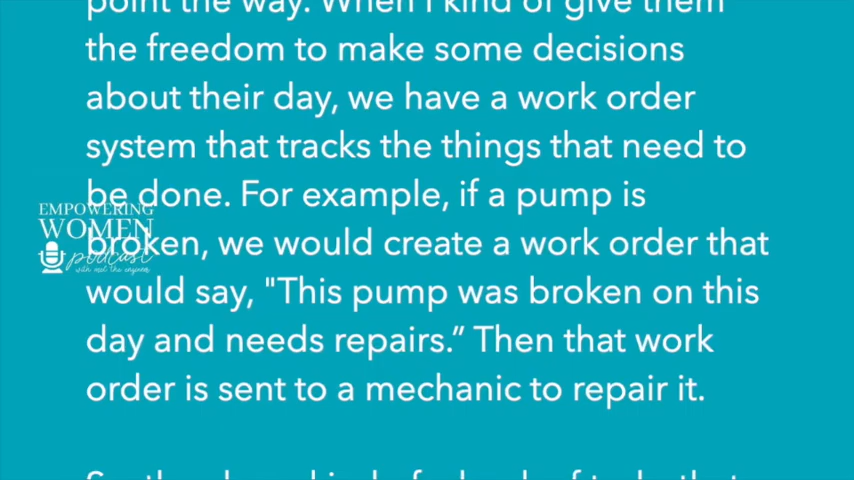 point the way. When I kind of give them
the freedom to make some decisions
about their day, we have a work order
system that tracks the things that need to
be done. For example, if a pump is
broken, we would create a work order that
would say, "This pump was broken on this
day and needs repairs.” Then that work
order is sent to a mechanic to repair it.
EMPOWERING
WOMEN
podcast
with mel the engineer